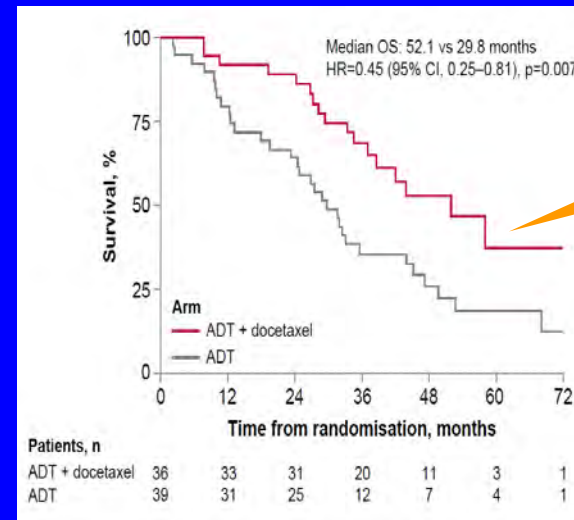 Median OS: 52.1 vs 29.8 months
HR=0.45 (95% CI, 0.25–0.81), p=0.007
Survival, %
100
75
50
25
0
Arm
ADT + docetaxel
ADT
0 12 24 36 48 60 72
Time from randomisation, months
Patients, n
ADT + docetaxel 36 33 31 20 11 3 1
ADT 39 31 25 12 7 4 1